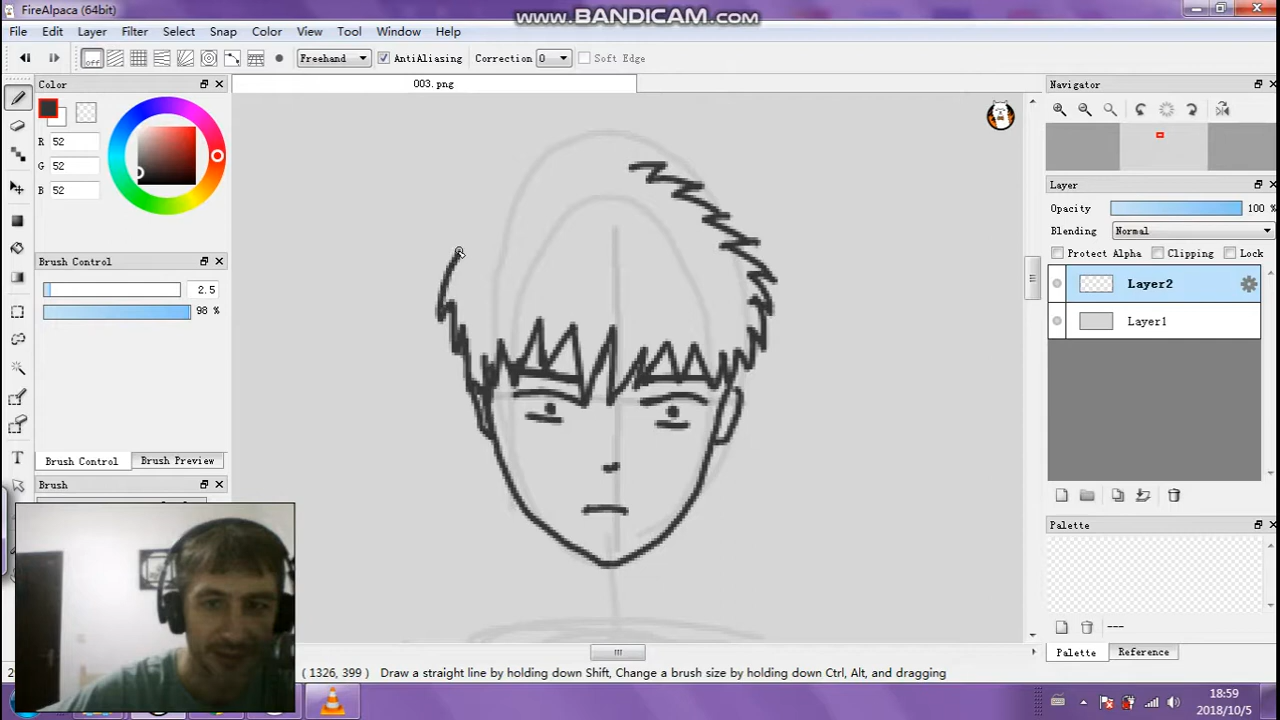 FireAlpaca (64bit)
www.BANDICAM.com
File Edit Layer Filter Select Snap Color View Tool Window Help
off
Freehand
AntiAliasing
Correction 0
Soft Edge
Color
003.png
Navigator
R 52
G 52
B 52
Layer
Opacity 100 %
Blending Normal
Protect Alpha
Clipping
Lock
Brush Control
2.5
98 %
Layer2
Layer1
Brush Control
Brush Preview
Brush
Palette
---
Palette
Reference
( 1326, 399 ) Draw a straight line by holding down Shift, Change a brush size by holding down Ctrl, Alt, and dragging
18:59
2018/10/5